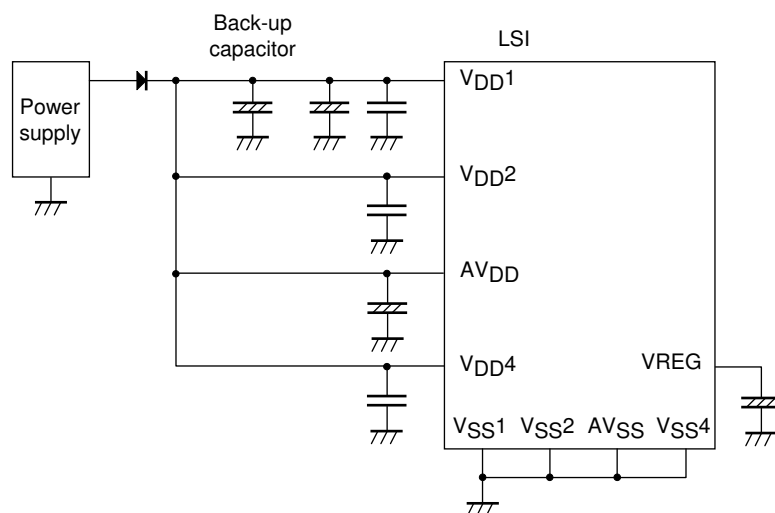 Back-up
capacitor
LSI
Power
supply
VDD1
VDD2
AVDD
VDD4
VREG
VSS1 VSS2 AVSS VSS4